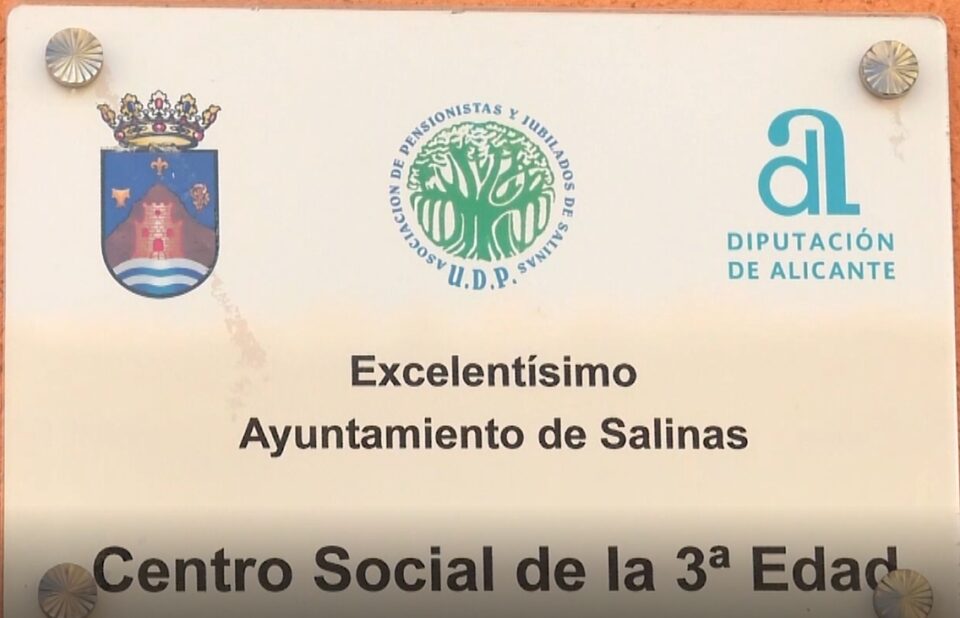 ASOCIACION DE PENSIONISTAS Y JUBILADOS DE SALINAS
U.D.P.
DIPUTACIÓN
DE ALICANTE
Excelentísimo
Ayuntamiento de Salinas
Centro Social de la 3ª Edad